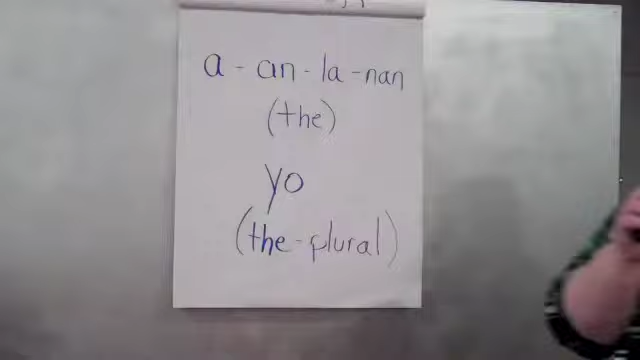 a - an - la - nan
(the)
yo
(the - plural)